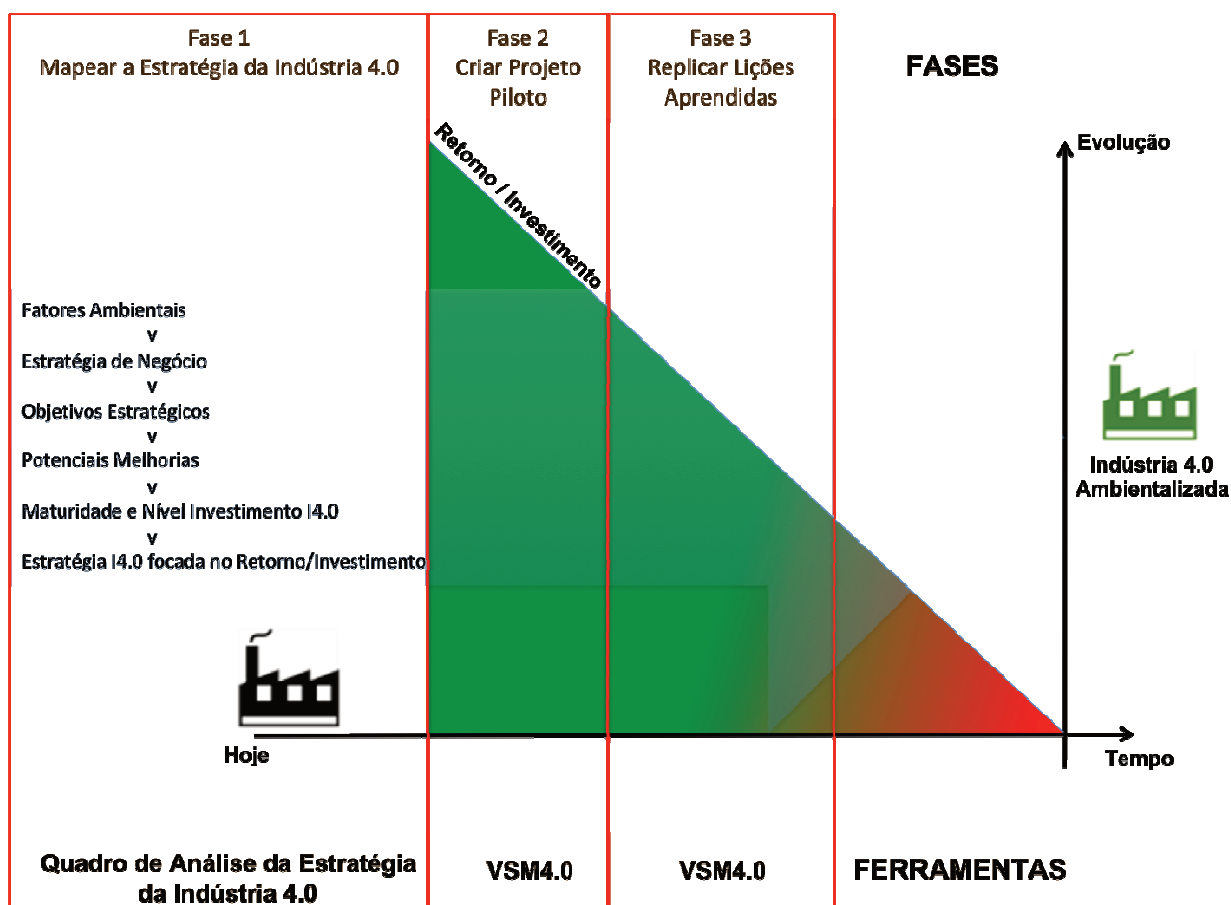 Fase 1
Mapear a Estratégia da Indústria 4.0
Fase 2
Criar Projeto
Piloto
Fase 3
Replicar Lições
Aprendidas
FASES
Retorno / Investimento
Evolução
Fatores Ambientais
v
Estratégia de Negócio
v
Objetivos Estratégicos
v
Potenciais Melhorias
v
Maturidade e Nível Investimento I4.0
v
Estratégia I4.0 focada no Retorno/Investimento
Indústria 4.0
Ambientalizada
Hoje
Tempo
Quadro de Análise da Estratégia
da Indústria 4.0
VSM4.0
VSM4.0
FERRAMENTAS